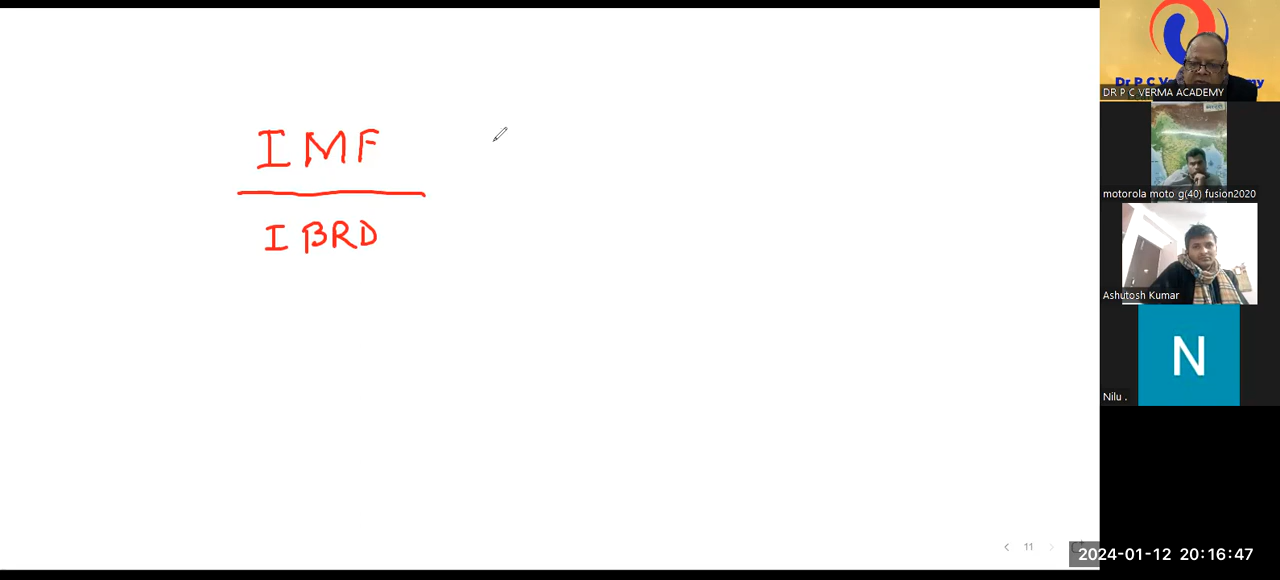 IMF
IBRD
DR P C VERMA ACADEMY
motorola moto g(40) fusion2020
Ashutosh Kumar
N
Nilu .
11
2024-01-12 20:16:47